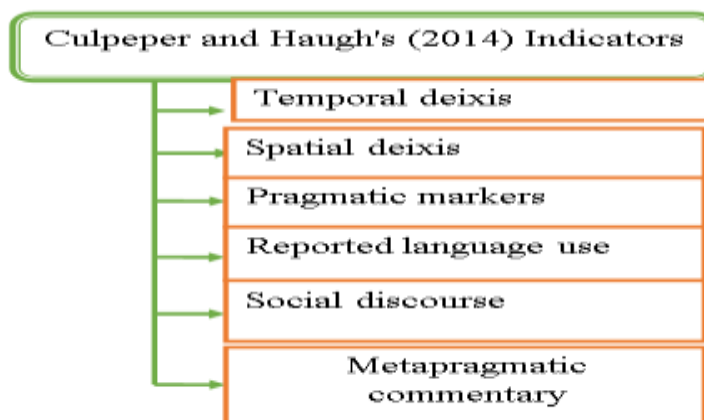 Culpeper and Haugh's (2014) Indicators
Temporal deixis
Spatial deixis
Pragmatic markers
Reported language use
Social discourse
Metapragmatic
commentary